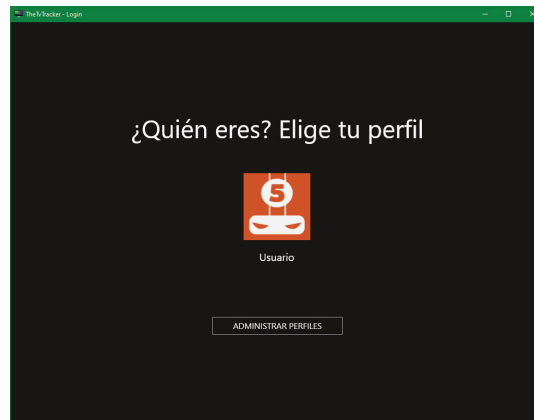 TheTvTracker - Login
¿Quién eres? Elige tu perfil
5
Usuario
ADMINISTRAR PERFILES